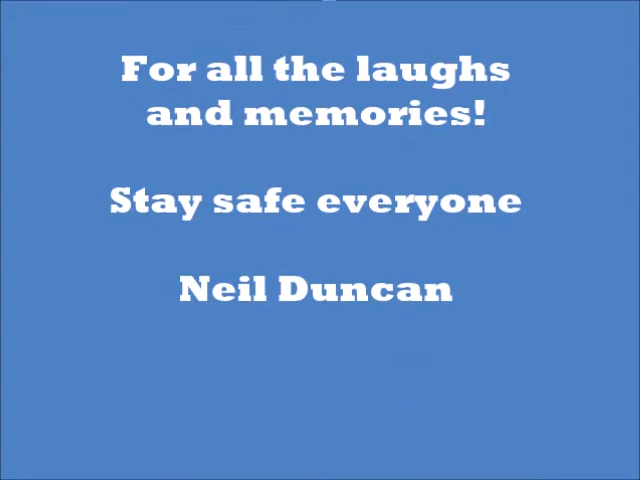 For all the laughs
and memories!
Stay safe everyone
Neil Duncan